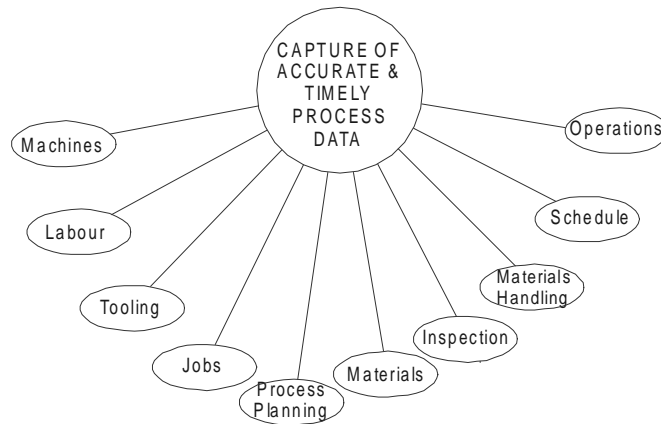 CAPTURE OF
ACCURATE &
TIMELY
PROCESS
DATA
Machines
Labour
Tooling
Jobs
Process
Planning
Materials
Inspection
Materials
Handling
Schedule
Operations